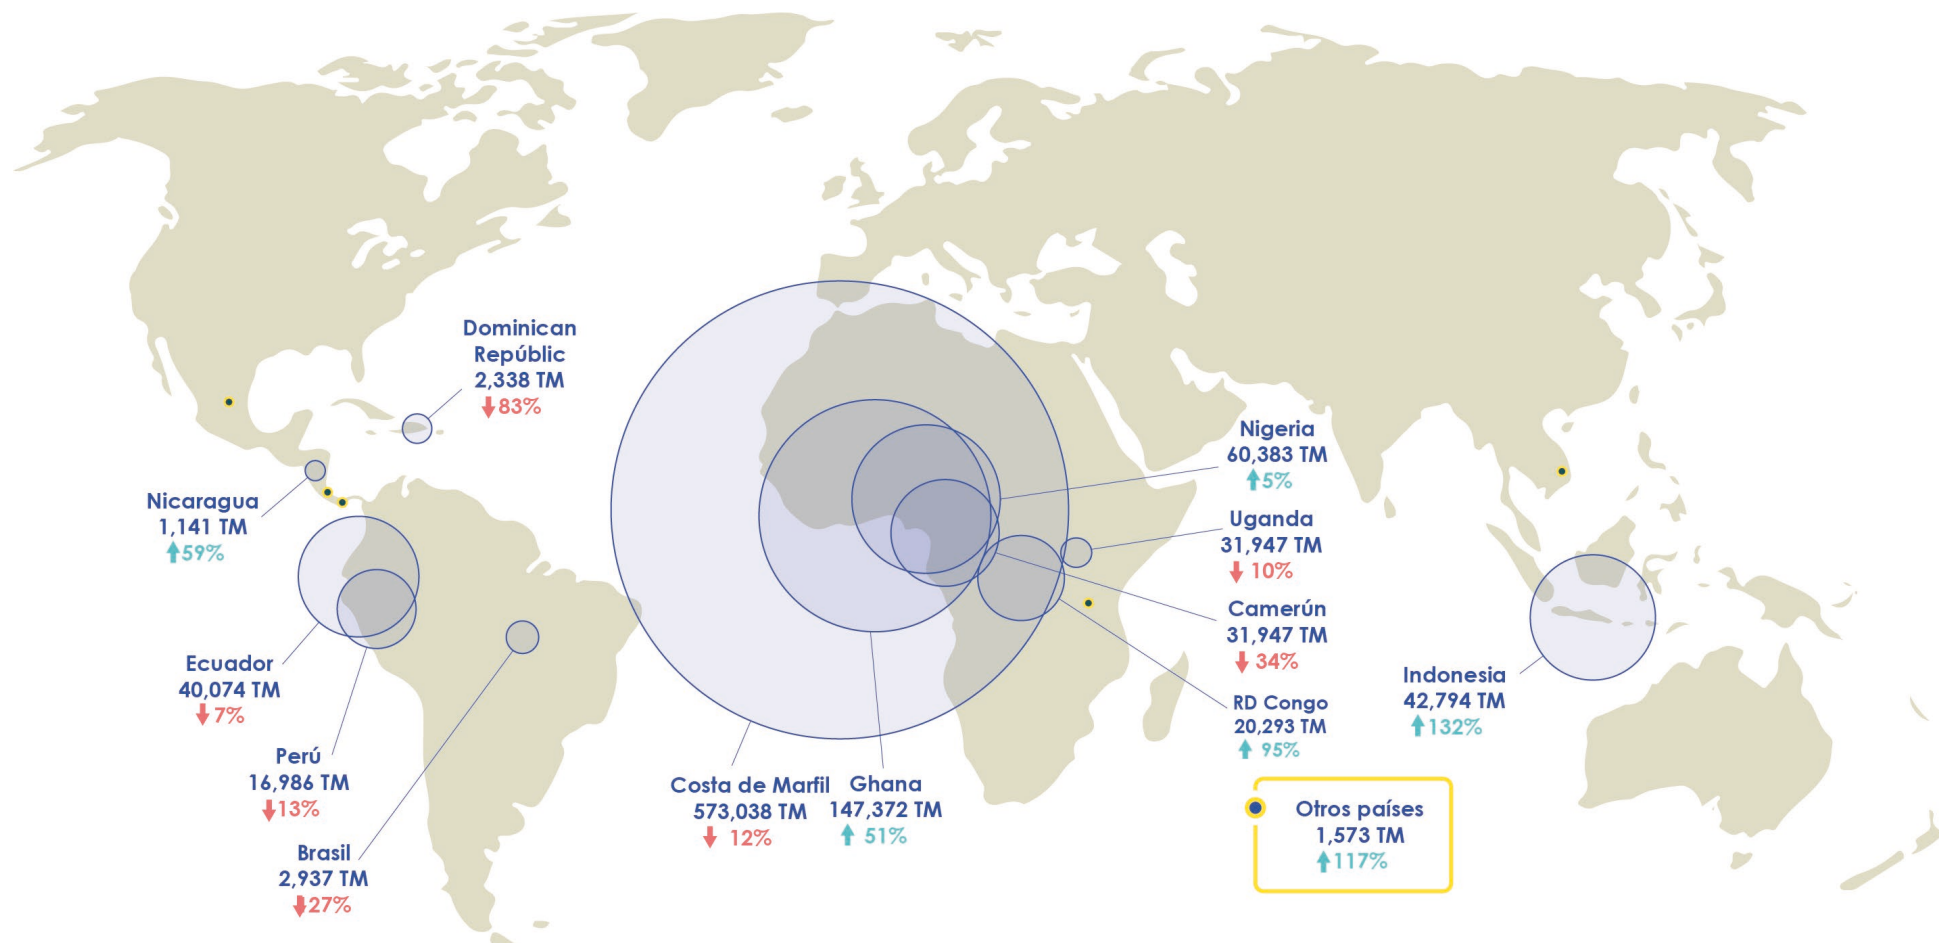 Dominican
Repúblic
2,338 TM
83%
Nicaragua
1,141 TM
59%
Ecuador
40,074 TM
7%
Perú
16,986 TM
13%
Brasil
2,937 TM
27%
Costa de Marfil
573,038 TM
12%
Ghana
147,372 TM
51%
Nigeria
60,383 TM
5%
Uganda
31,947 TM
10%
Camerún
31,947 TM
34%
RD Congo
20,293 TM
95%
Indonesia
42,794 TM
132%
Otros países
1,573 TM
117%